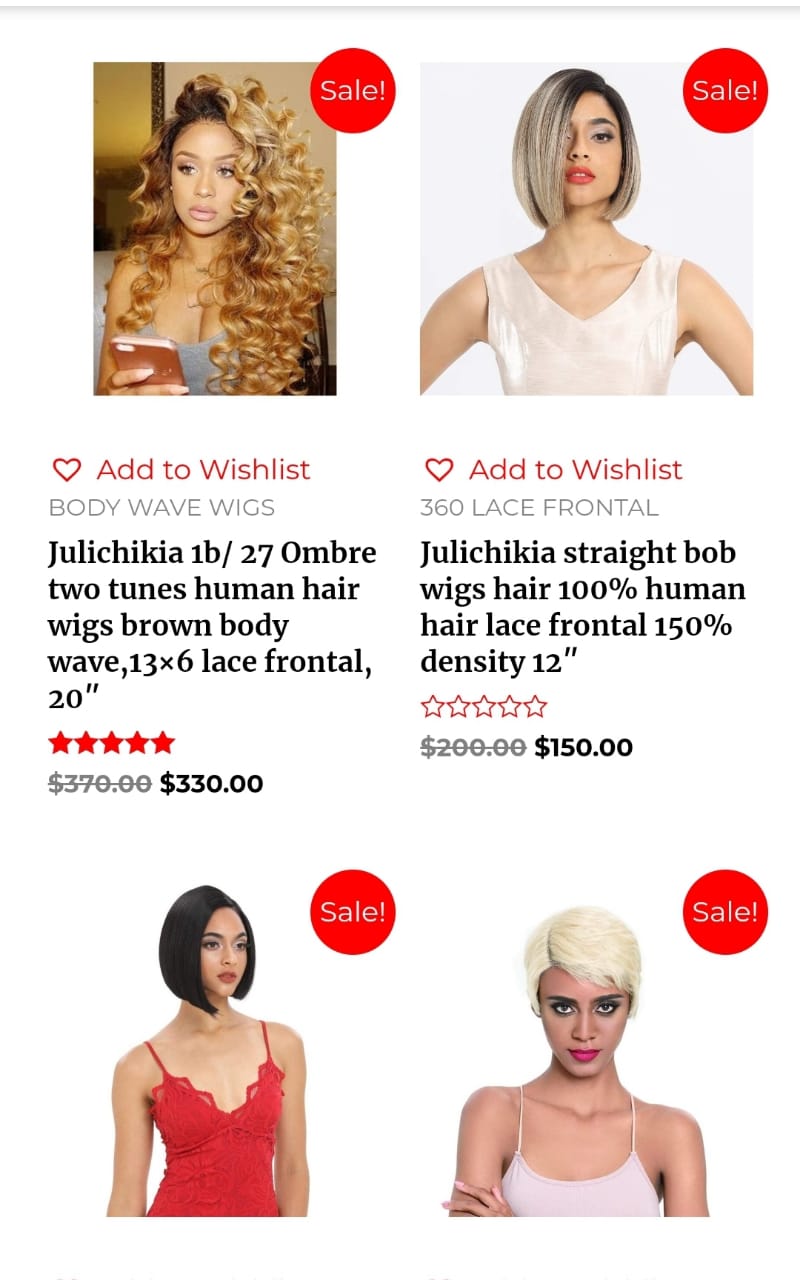 Sale!
Sale!
Add to Wishlist
BODY WAVE WIGS
Julichikia 1b/ 27 Ombre
two tunes human hair
wigs brown body
wave,13×6 lace frontal,
20″
$370.00 $330.00
Add to Wishlist
360 LACE FRONTAL
Julichikia straight bob
wigs hair 100% human
hair lace frontal 150%
density 12″
$200.00 $150.00
Sale!
Sale!